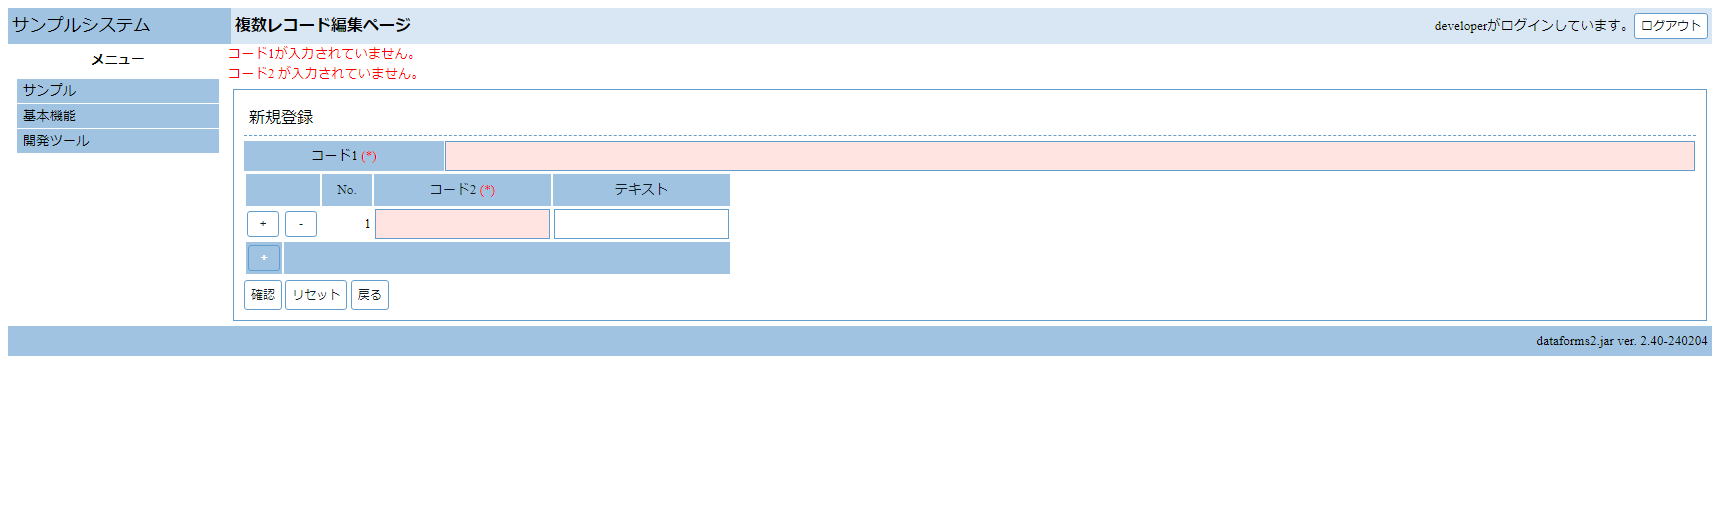 サンプルシステム
複数レコード編集ページ
developerがログインしています。 ログアウト
メニュー
サンプル
基本機能
開発ツール
コード1が入力されていません。
コード2 が入力されていません。
新規登録
コード1 (*)
No. コード2 (*) テキスト
+ - 1
+
確認 リセット 戻る
dataforms2.jar ver. 2.40-240204